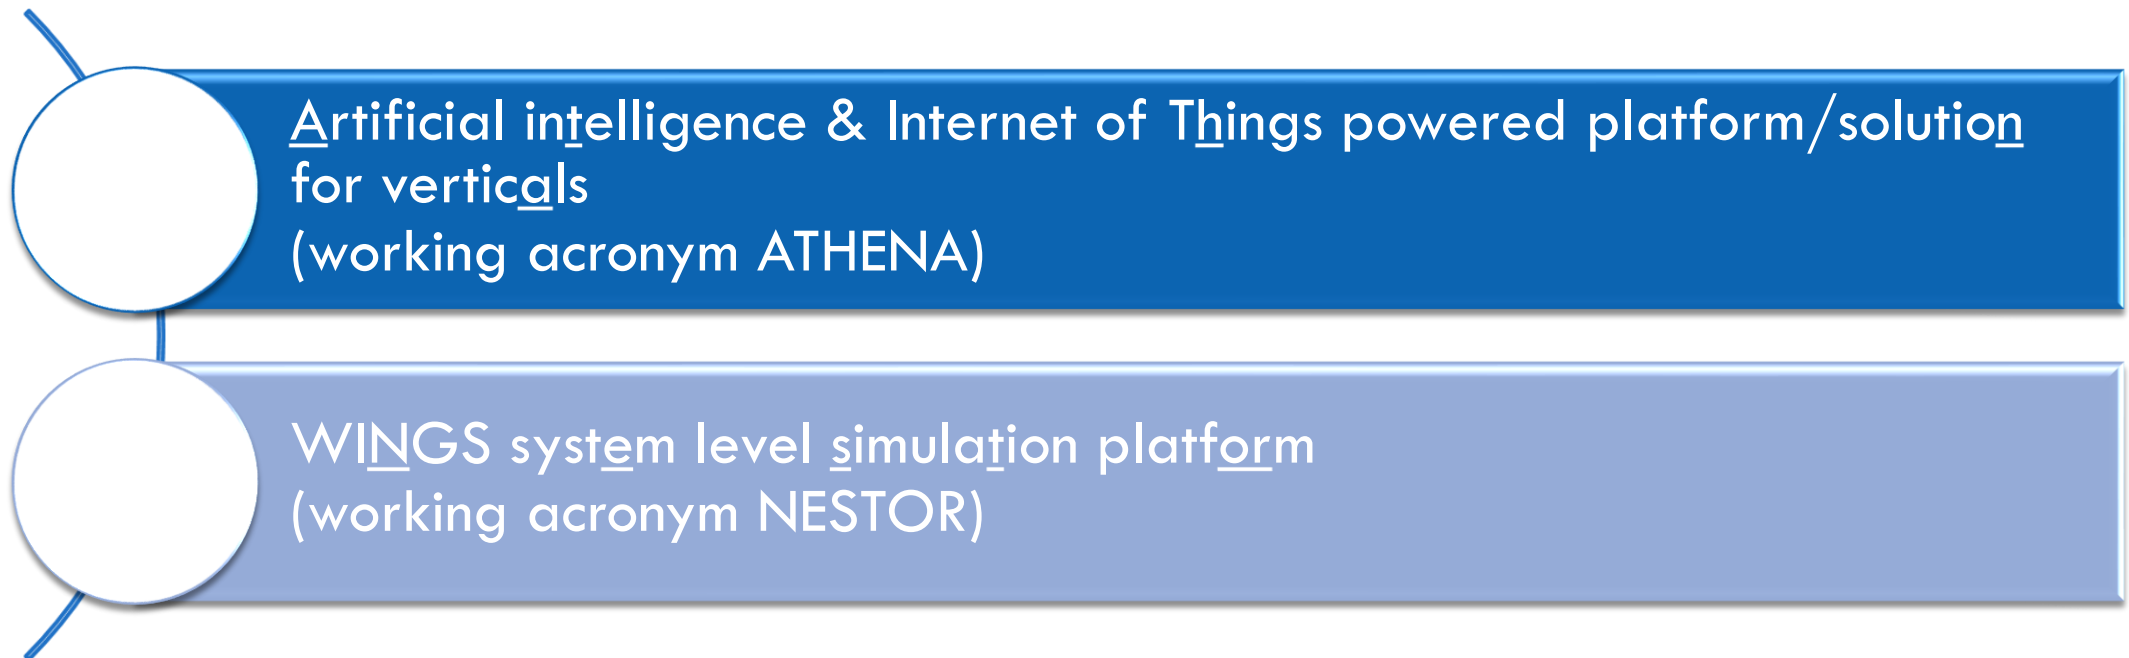 Artificial intelligence & Internet of Things powered platform/solution
for verticals
(working acronym ATHENA)
WINGS system level simulation platform
(working acronym NESTOR)